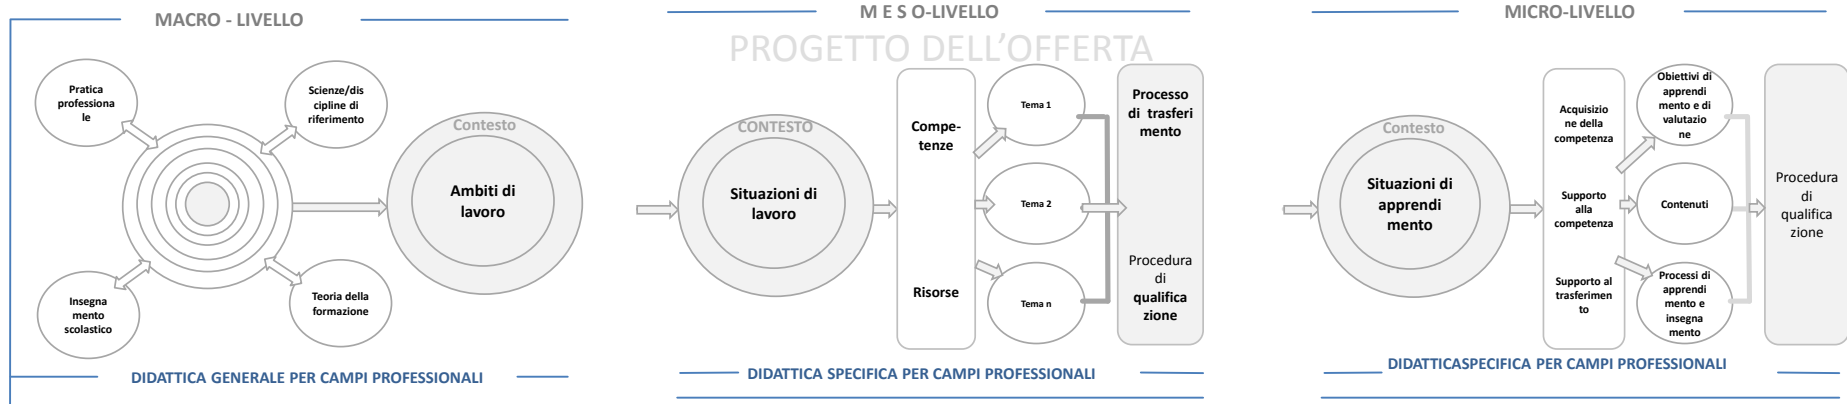 MACRO - LIVELLO
Pratica
professiona
le
Scienze/dis
cipline di
riferimento
Insegna
mento
scolastico
Teoria della
formazione
Contesto
Ambiti di
lavoro
DIDATTICA GENERALE PER CAMPI PROFESSIONALI
M E S O-LIVELLO
PROGETTO DELL'OFFERTA
CONTESTO
Situazioni di
lavoro
Compe-
tenze
Risorse
Tema 1
Tema 2
Tema n
Processo
di trasferi
mento
Procedura
di
qualifica
zione
DIDATTICA SPECIFICA PER CAMPI PROFESSIONALI
MICRO-LIVELLO
Contesto
Situazioni di
apprendi
mento
Acquisizio
ne della
competenza
Supporto
alla
competenza
Supporto al
trasferimen
to
Obiettivi di
apprendi
mento e di
valutazio
ne
Contenuti
Processi di
apprendi
mento e
insegna
mento
Procedura
di
qualifica
zione
DIDATTICASPECIFICA PER CAMPI PROFESSIONALI